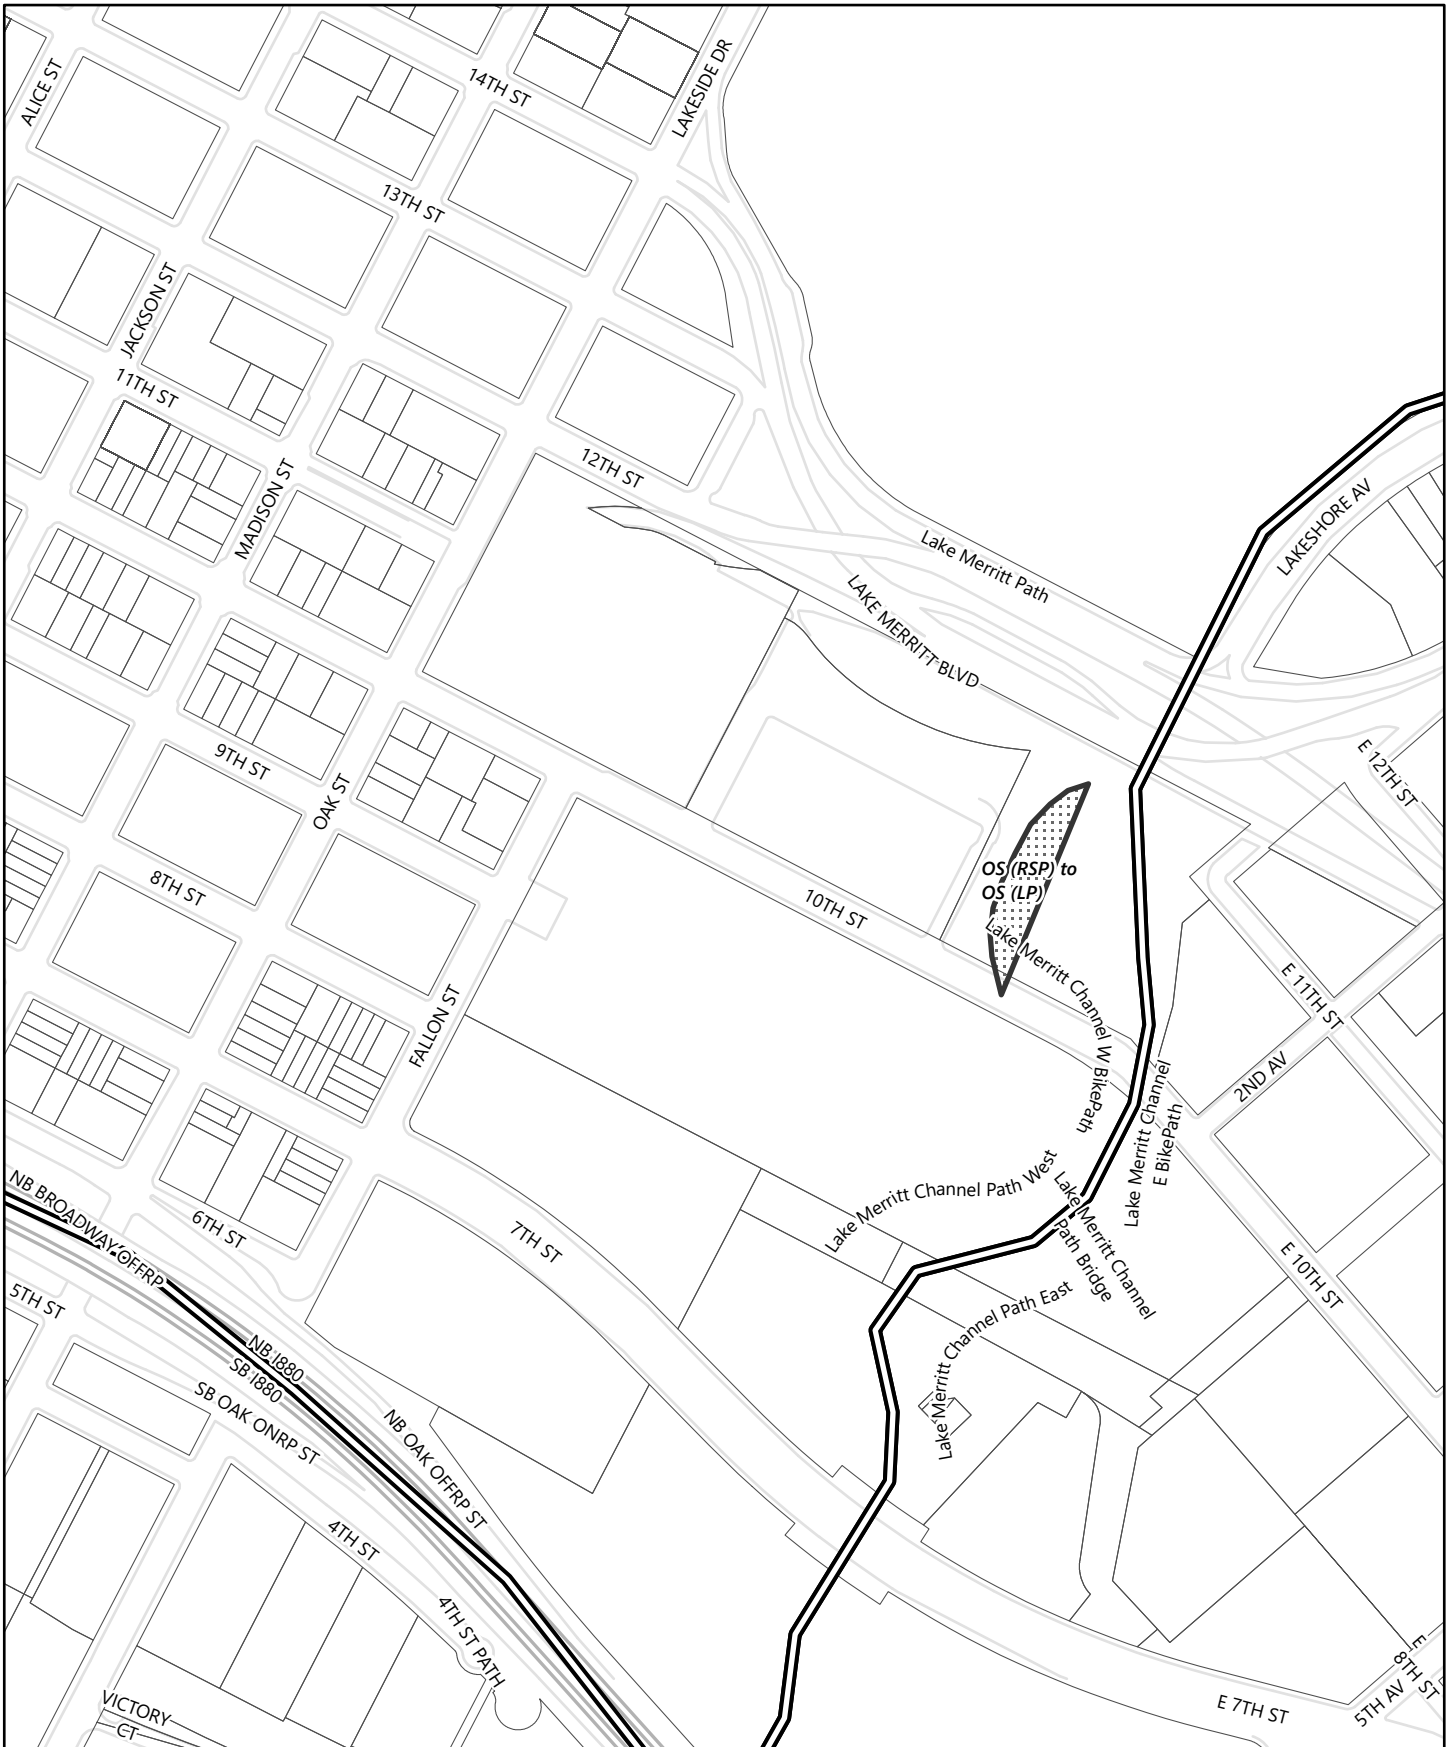 ALICE ST
14TH ST
LAKESIDE DR
13TH ST
JACKSON ST
11TH ST
MADISON ST
12TH ST
Lake Merritt Path
LAKESHORE AV
LAKE MERRITT BLVD
9TH ST
OAK ST
E 12TH ST
8TH ST
OS (RSP) to
OS (LP)
10TH ST
Lake Merritt Channel W BikePath
E 11TH ST
FALLON ST
2ND AV
Lake Merritt Channel
E BikePath
Lake Merritt Channel Path West
Lake Merritt Channel
Path Bridge
NB BROADWAY OFFRP
6TH ST
7TH ST
E 10TH ST
5TH ST
Lake Merritt Channel Path East
NB I880
SB I880
SB OAK ONRP ST
NB OAK OFFRP ST
4TH ST
4TH ST PATH
E
8TH ST
5TH AV
E 7TH ST
VICTORY
CT